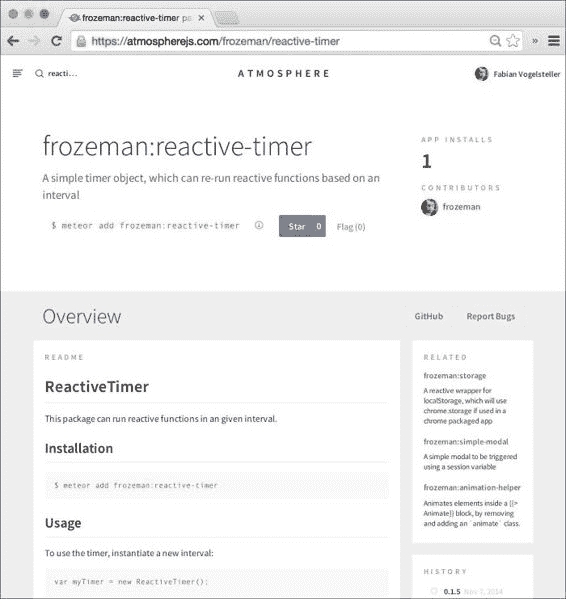 frozeman:reactive-timer pa
https://atmospherejs.com/frozeman/reactive-timer
reacti...
ATMOSPHERE
Fabian Vogelsteller
frozeman:reactive-timer
A simple timer object, which can re-run reactive functions based on an
interval
$ meteor add frozeman:reactive-timer
Star 0
Flag (0)
APP INSTALLS
1
CONTRIBUTORS
frozeman
Overview
GitHub
Report Bugs
README
ReactiveTimer
This package can run reactive functions in an given interval.
Installation
$ meteor add frozeman:reactive-timer
Usage
To use the timer, instantiate a new interval:
var myTimer = new ReactiveTimer();
RELATED
frozeman:storage
A reactive wrapper for
localStorage, which will use
chrome.storage if used in a
chrome packaged app
frozeman:simple-modal
A simple modal to be triggered
using a session variable
frozeman:animation-helper
Animates elements inside a {{>
Animate}} block, by removing
and adding an `animate` class.
HISTORY
0.1.5 Nov 7, 2014